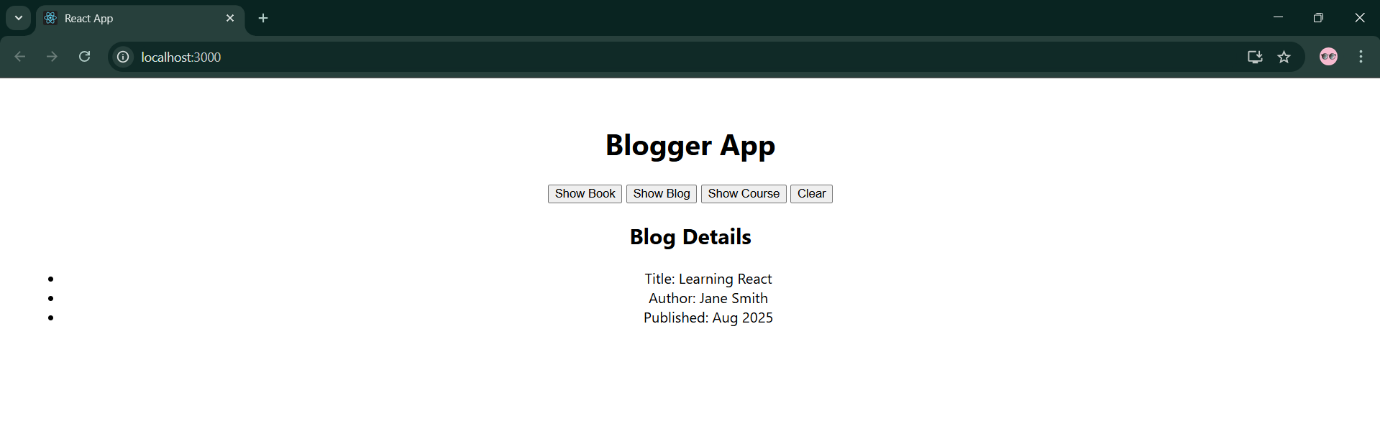 React App
localhost:3000
Blogger App
Show Book Show Blog Show Course Clear
Blog Details
Title: Learning React
Author: Jane Smith
Published: Aug 2025